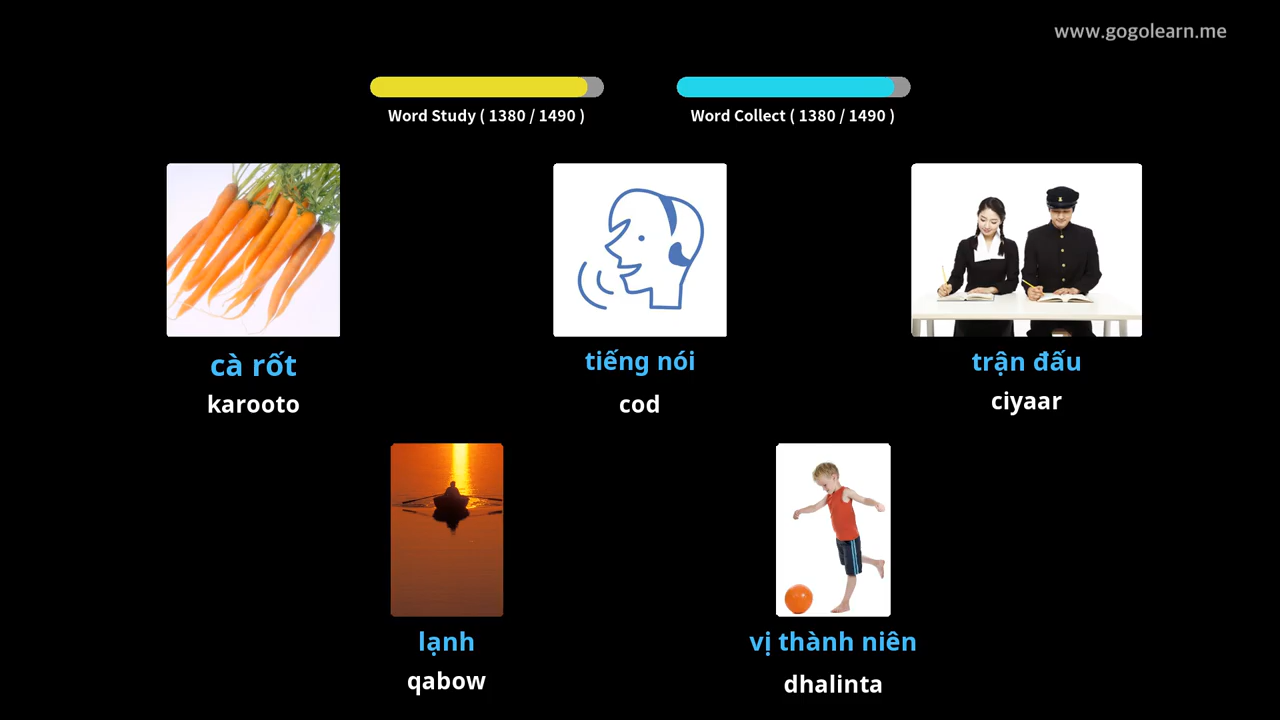 www.gogolearn.me
Word Study ( 1380 / 1490 )
Word Collect ( 1380 / 1490 )
cà rốt
karooto
tiếng nói
cod
trận đấu
ciyaar
lạnh
qabow
vị thành niên
dhalinta